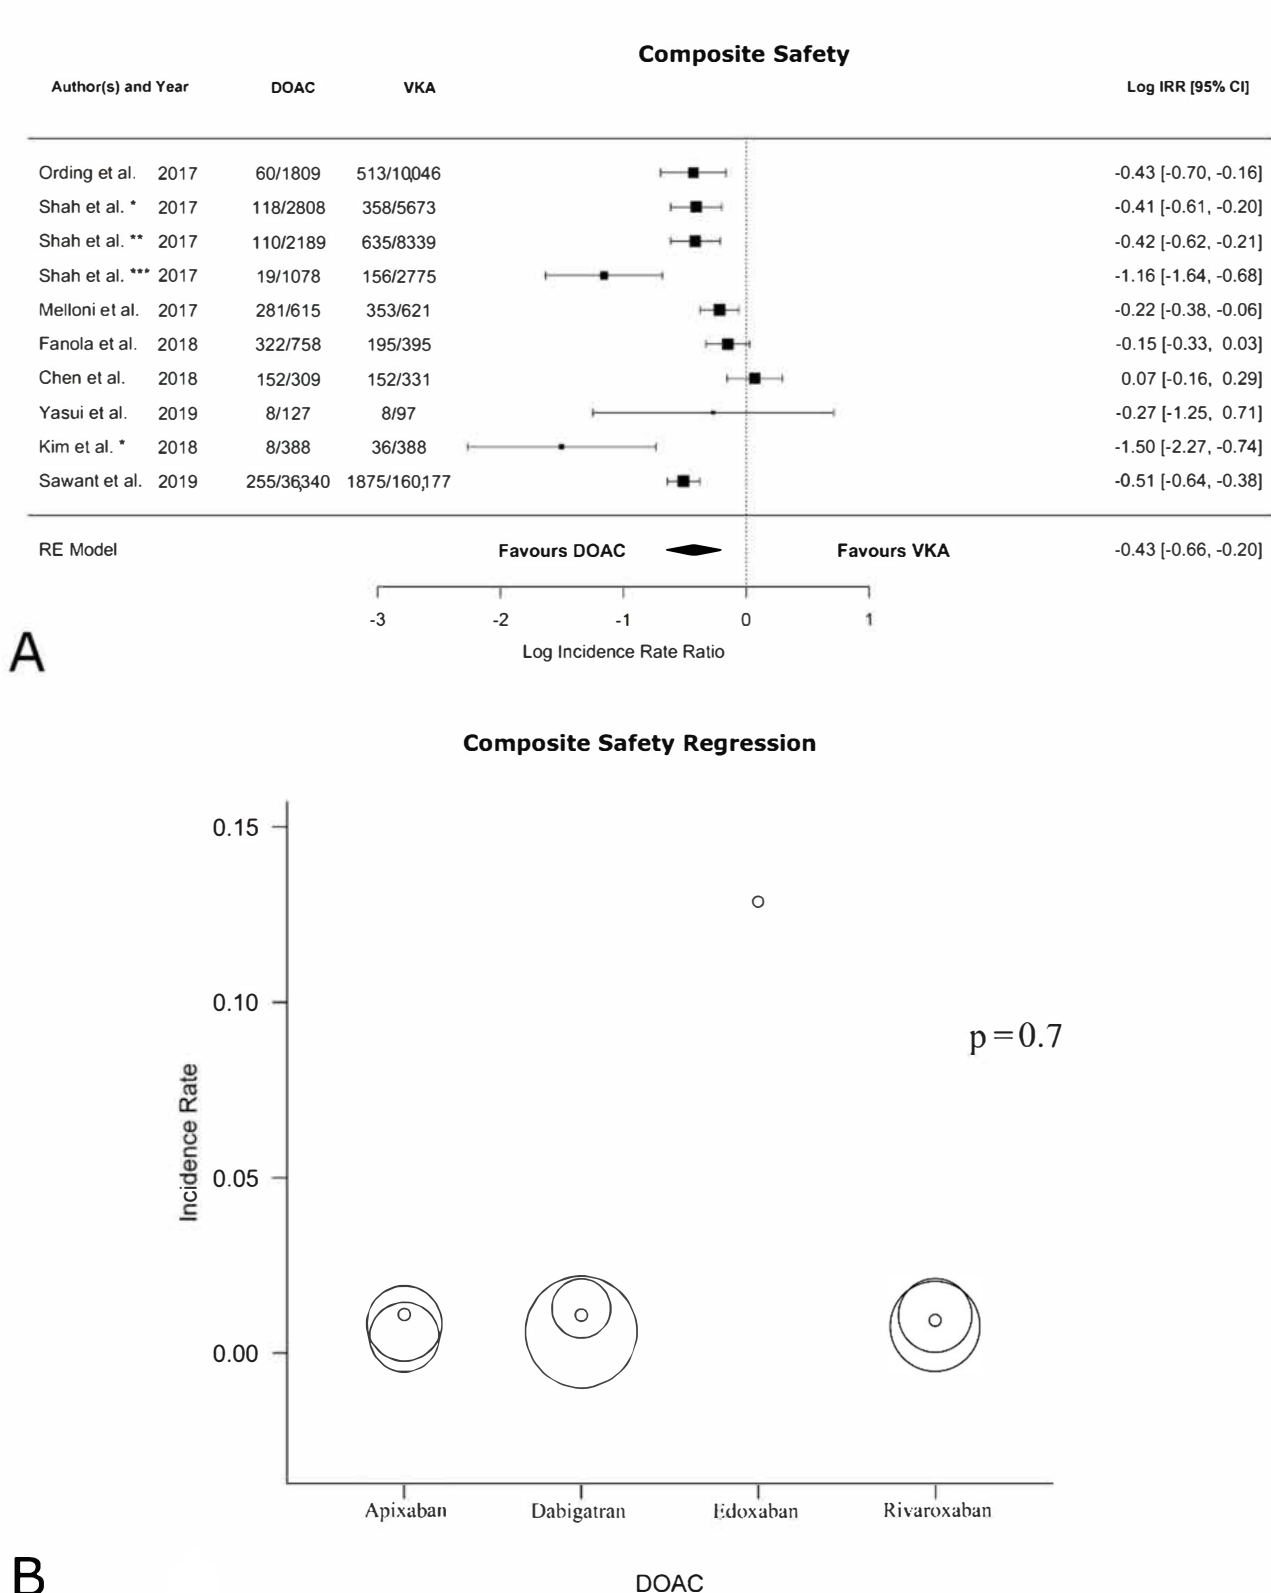 Composite Safety
Author(s) and Year DOAC VKA Log IRR [95% CI]
Ording et al. 2017 60/1809 513/10,046 -0.43 [-0.70, -0.16]
Shah et al. * 2017 118/2808 358/5673 -0.41 [-0.61, -0.20]
Shah et al. ** 2017 110/2189 635/8339 -0.42 [-0.62, -0.21]
Shah et al. *** 2017 19/1078 156/2775 -1.16 [-1.64, -0.68]
Melloni et al. 2017 281/615 353/621 -0.22 [-0.38, -0.06]
Fanola et al. 2018 322/758 195/395 -0.15 [-0.33, 0.03]
Chen et al. 2018 152/309 152/331 0.07 [-0.16, 0.29]
Yasui et al. 2019 8/127 8/97 -0.27 [-1.25, 0.71]
Kim et al. * 2018 8/388 36/388 -1.50 [-2.27, -0.74]
Sawant et al. 2019 255/36,340 1875/160,177 -0.51 [-0.64, -0.38]
RE Model Favours DOAC Favours VKA -0.43 [-0.66, -0.20]
-3 -2 -1 0 1
Log Incidence Rate Ratio
A
Composite Safety Regression
0.15
0.10
p=0.7
Incidence Rate
0.05
0.00
Apixaban Dabigatran Edoxaban Rivaroxaban
DOAC
B